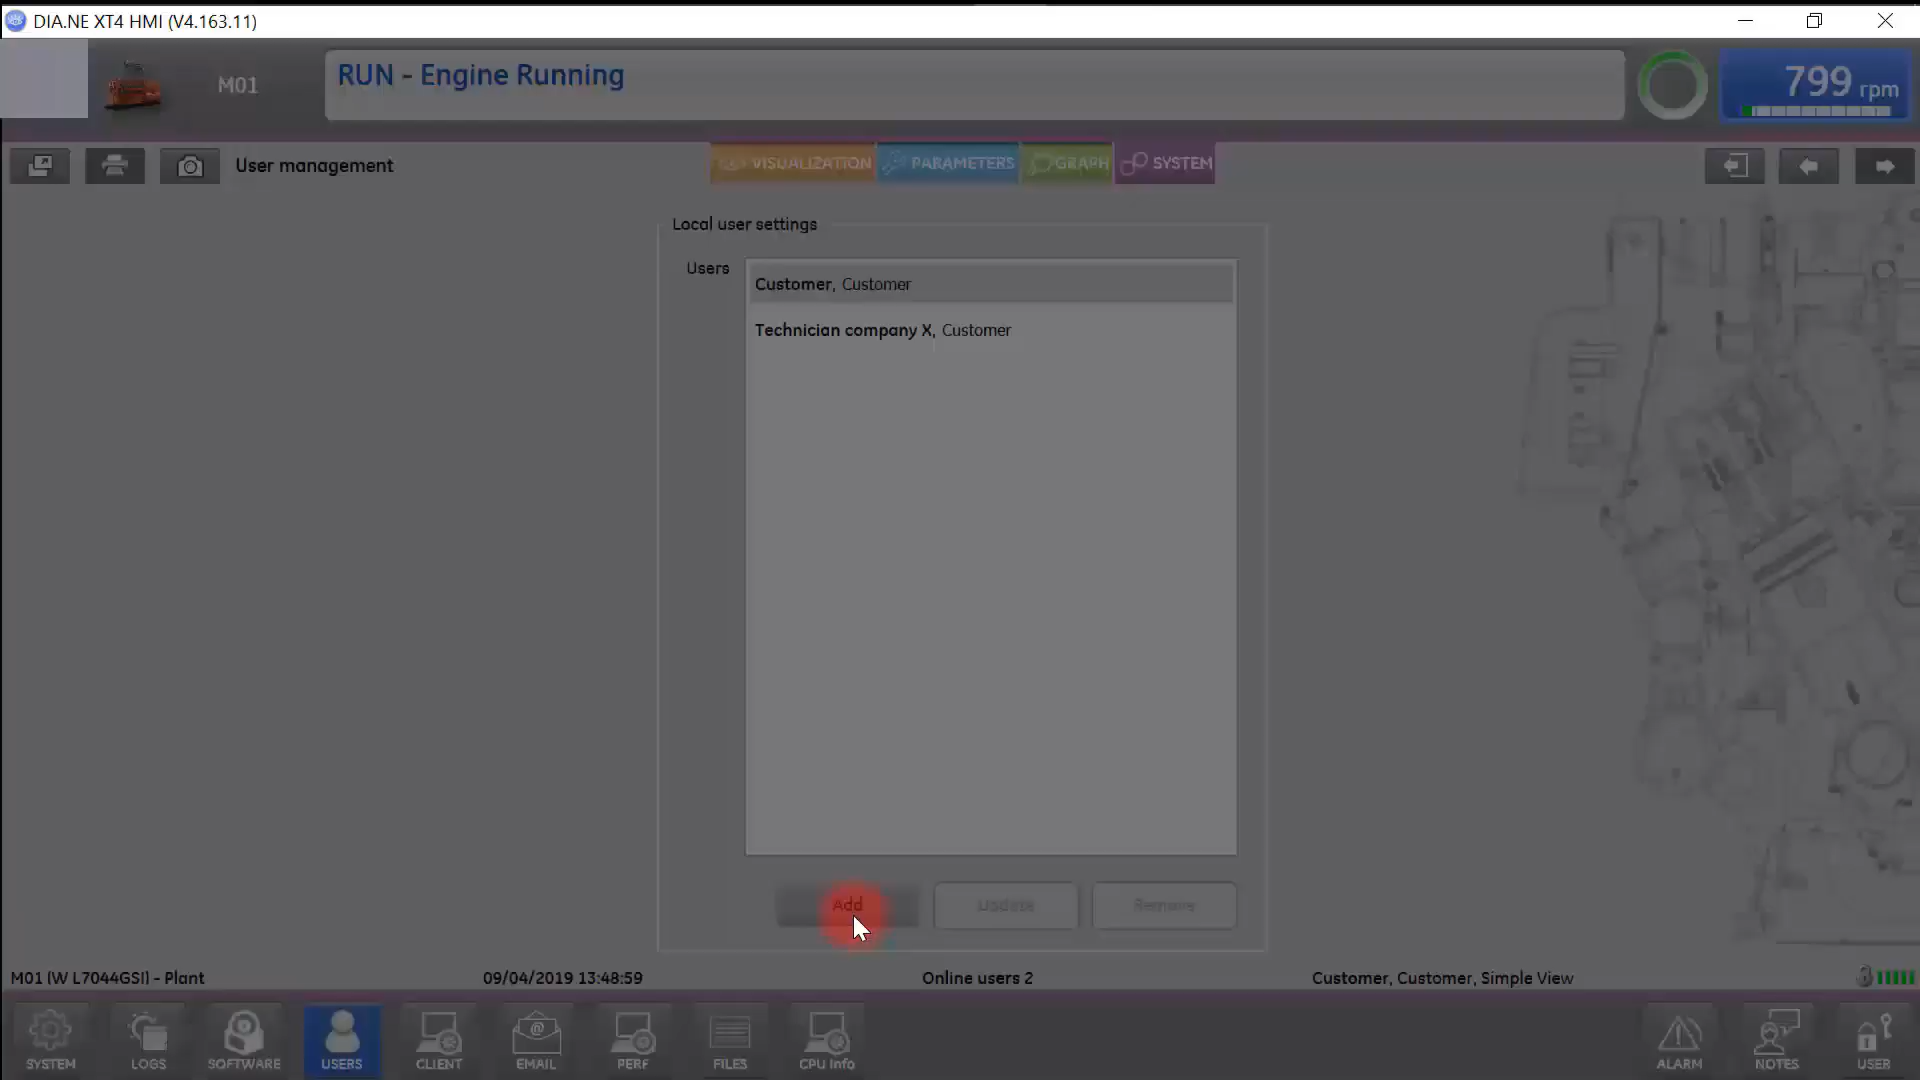 DIA.NE XT4 HMI (V4.163.11)
M01
RUN - Engine Running
799 rpm
User management
VISUALIZATION
PARAMETERS
GRAPH
SYSTEM
Local user settings
Users
Customer, Customer
Technician company X, Customer
Add
Update
Remove
M01 (W L7044GSI) - Plant
09/04/2019 13:48:59
Online users 2
Customer, Customer, Simple View
SYSTEM
LOGS
SOFTWARE
USERS
CLIENT
EMAIL
PERF
FILES
CPU Info
ALARM
NOTES
USER